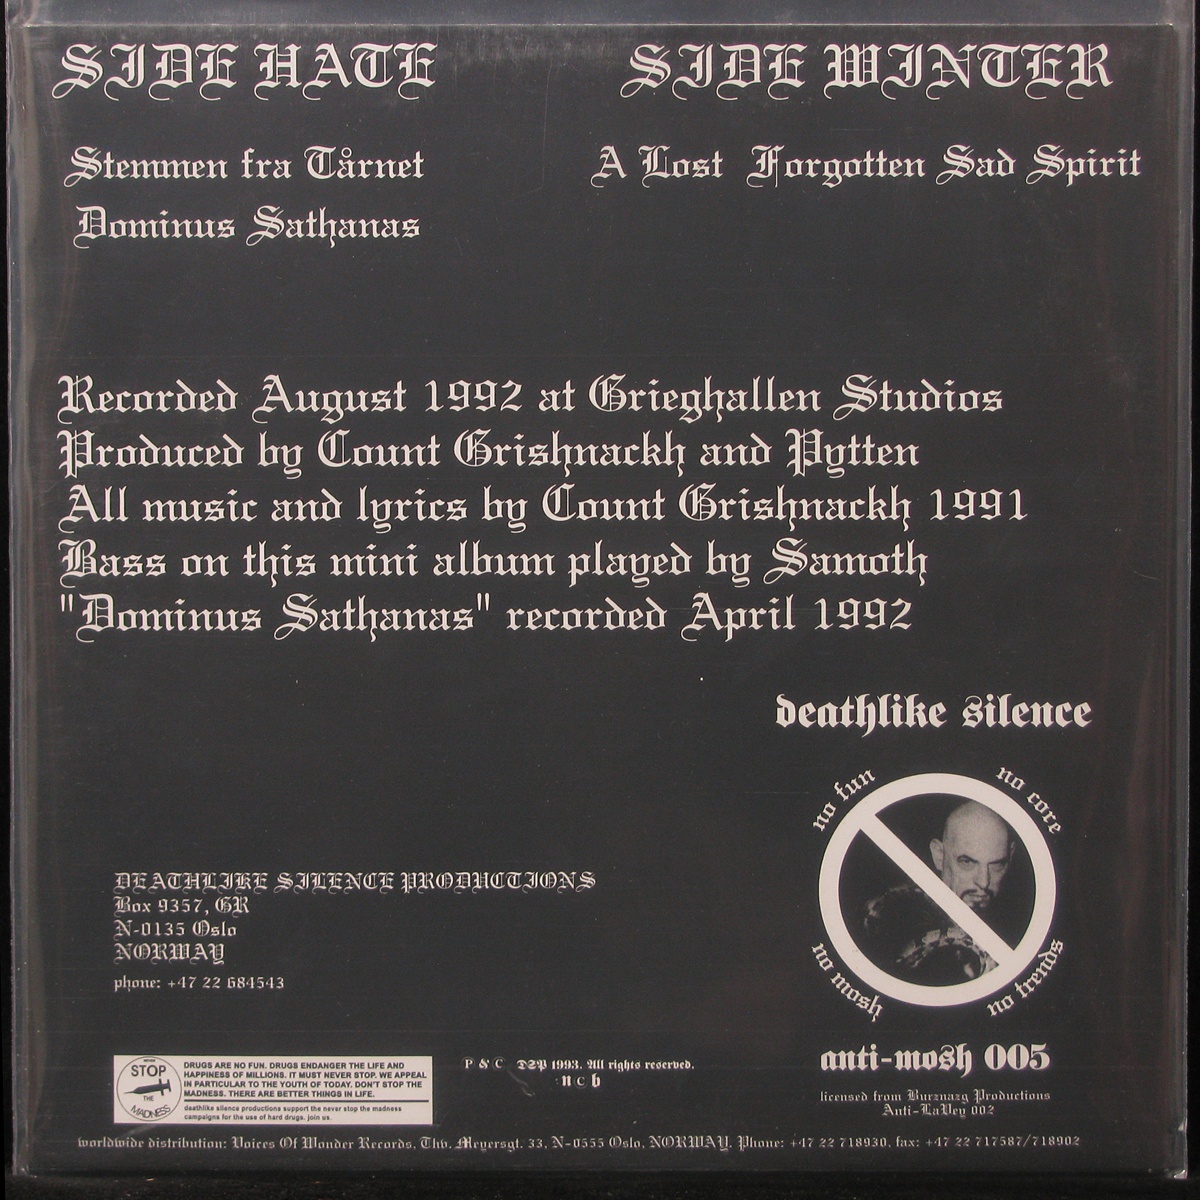 SIDE HATE
Stemmen fra Tårnet
Dominus Sathanas
SIDE WINTER
A Lost Forgotten Sad Spirit
Recorded August 1992 at Grieghallen Studios
Produced by Count Grishnackh and Pytten
All music and lyrics by Count Grishnackh 1991
Bass on this mini album played by Samoth
"Dominus Sathanas" recorded April 1992
deathlike silence
no fun
no core
no mosh
no trends
anti-mosh 005
licensed from Burznazg Productions
Anti-LaVey 002
DEATHLIKE SILENCE PRODUCTIONS
Box 9357, GR
N-0135 Oslo
NORWAY
phone: +47 22 684543
NEVER
STOP
THE
MADNESS
DRUGS ARE NO FUN. DRUGS ENDANGER THE LIFE AND
HAPPINESS OF MILLIONS. IT MUST NEVER STOP. WE APPEAL
IN PARTICULAR TO THE YOUTH OF TODAY. DON'T STOP THE
MADNESS. THERE ARE BETTER THINGS IN LIFE.
deathlike silence productions support the never stop the madness
campaigns for the use of hard drugs. join us.
P & C DSP 1993. All rights reserved.
n c b
worldwide distribution: Voices Of Wonder Records, Thv. Meyersgt. 33, N-0555 Oslo, NORWAY, Phone: +47 22 718930, fax: +47 22 717587/718902